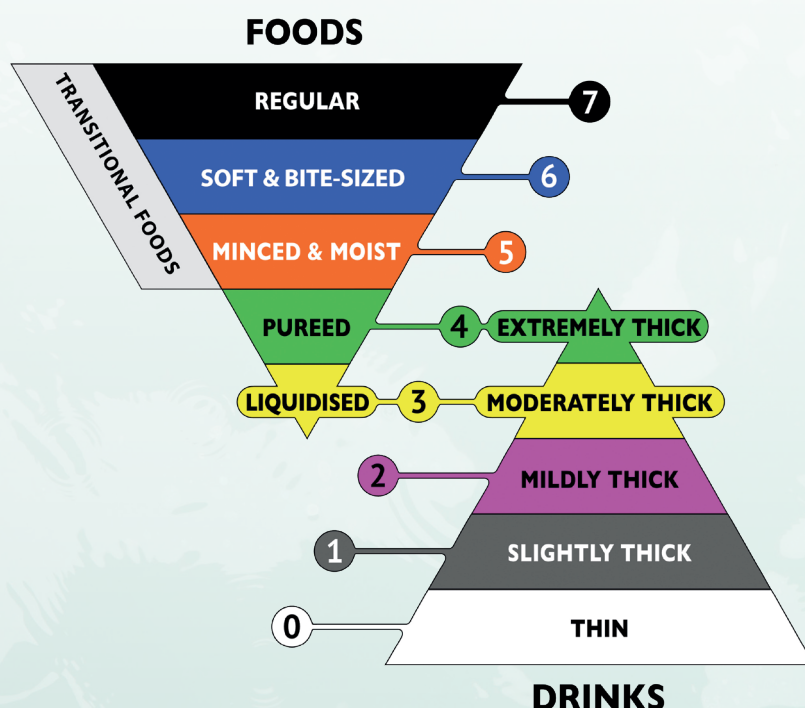 FOODS
TRANSITIONAL FOODS
REGULAR
7
SOFT & BITE-SIZED
6
MINCED & MOIST
5
PUREED
4
EXTREMELY THICK
LIQUIDISED
3
MODERATELY THICK
2
MILDLY THICK
1
SLIGHTLY THICK
0
THIN
DRINKS